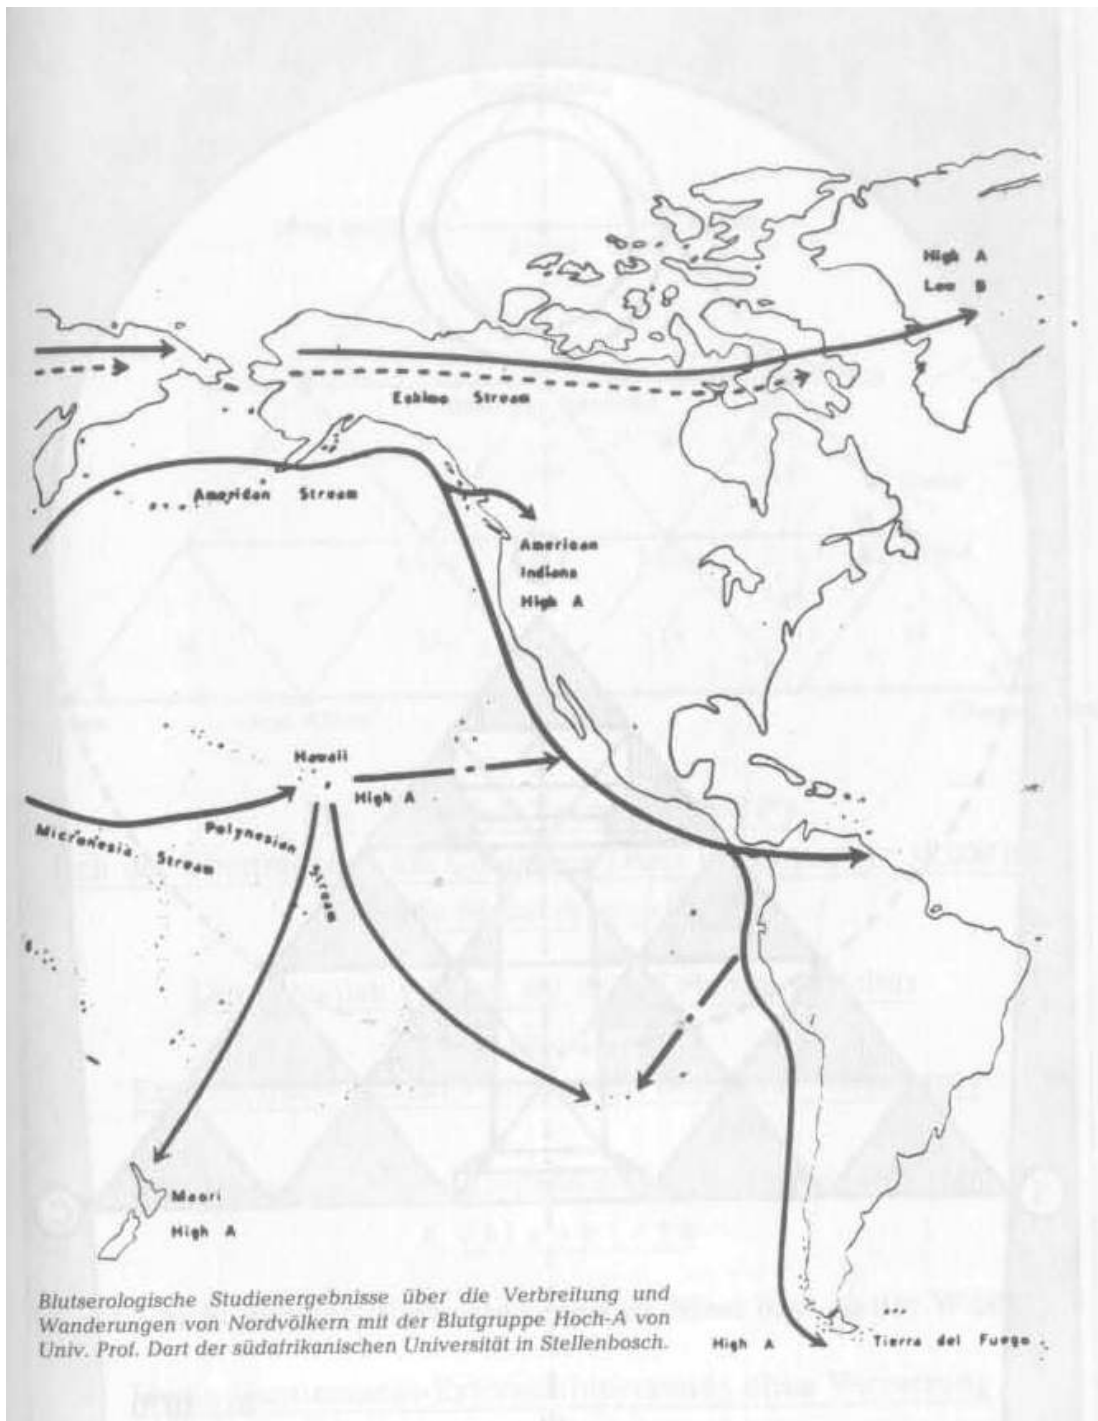 High A
Low B
Eskimo Stream
Ameridan Stream
American
Indians
High A
Hawaii
High A
Micronesia Stream
Polynesian
Stream
Maori
High A
Blutserologische Studienergebnisse über die Verbreitung und
Wanderungen von Nordvölkern mit der Blutgruppe Hoch-A von
Univ. Prof. Dart der südafrikanischen Universität in Stellenbosch.
High A
Tierra del Fuego